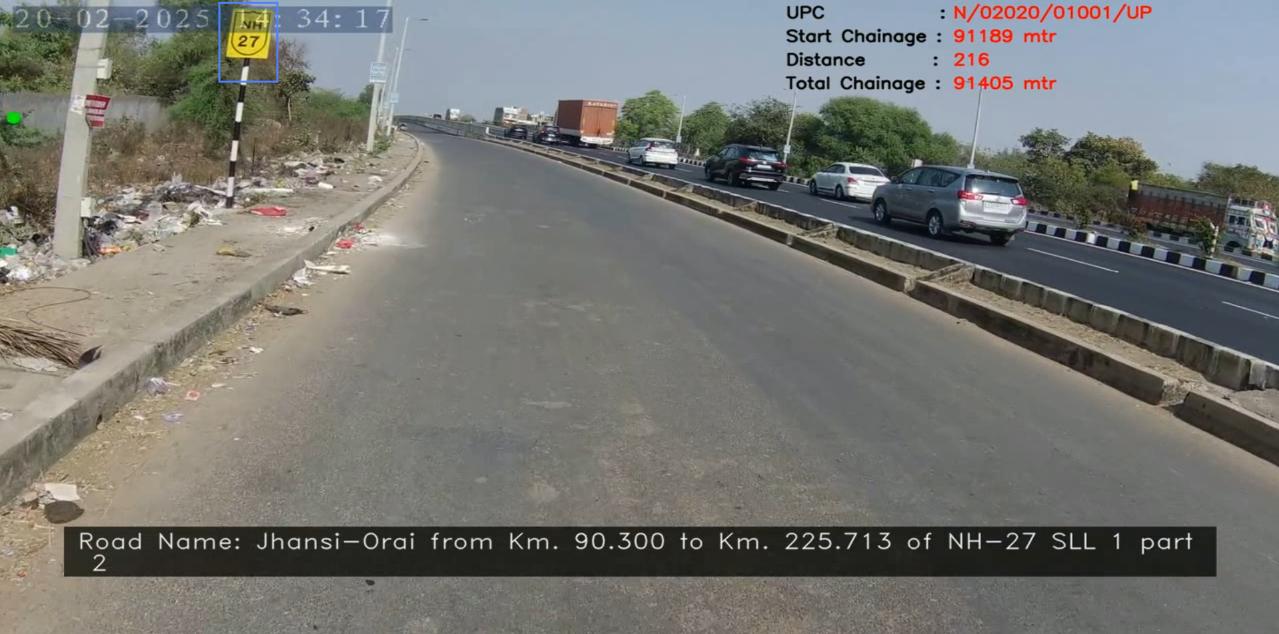 20-02-2025 14:34:17
NH
27
UPC : N/02020/01001/UP
Start Chainage : 91189 mtr
Distance : 216
Total Chainage : 91405 mtr
Road Name: Jhansi-Orai from Km. 90.300 to Km. 225.713 of NH-27 SLL 1 part
2